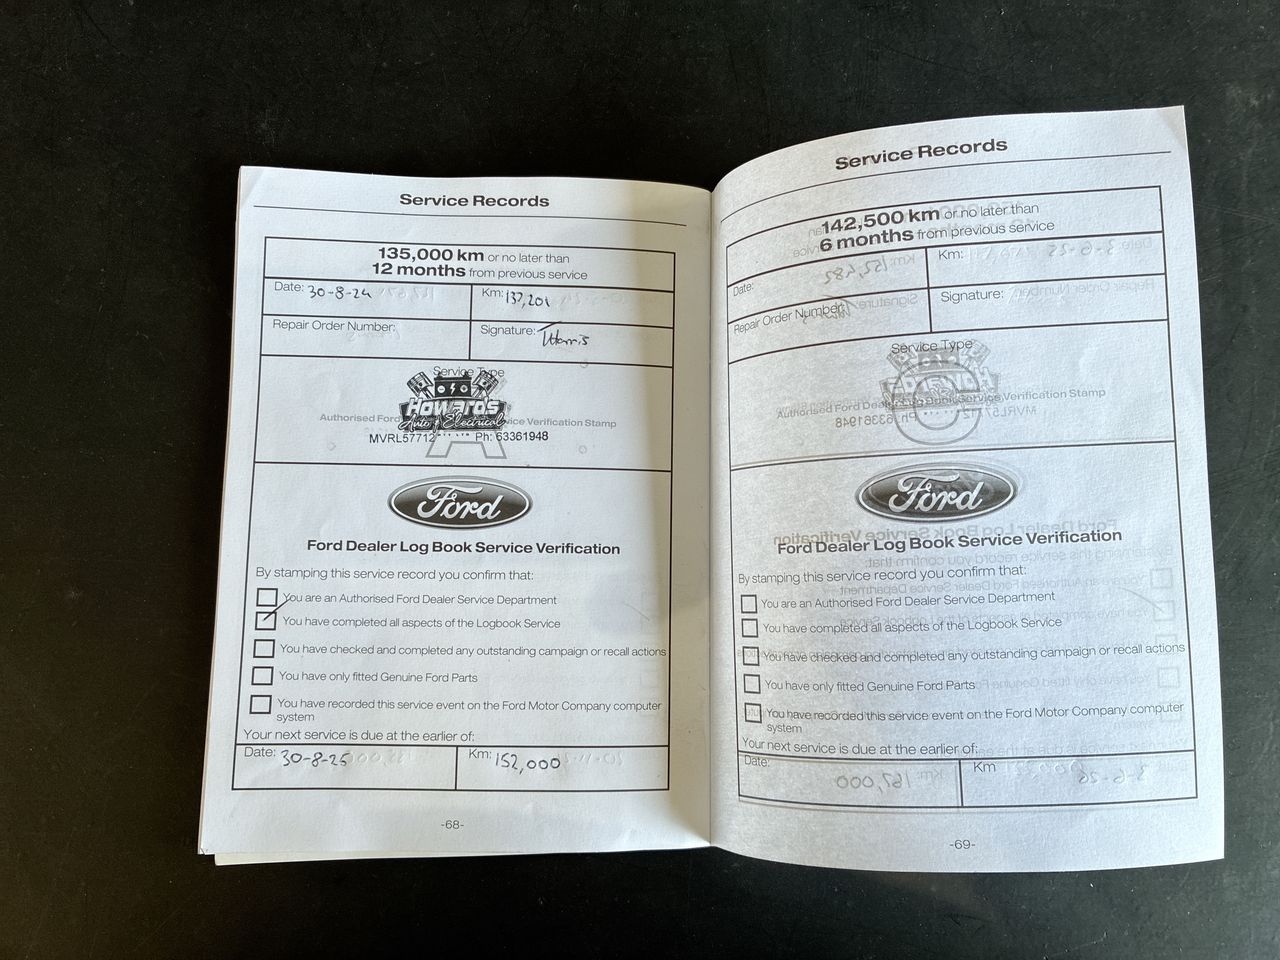 Service Records
135,000 km or no later than
12 months from previous service
Date: 30-8-24
Km: 137,201
Repair Order Number:
Signature: Harris
Service Type
Howard's
Auto Electrical
Authorised Ford Service Verification Stamp
MVRL57712 Ph: 63361948
Ford
Ford Dealer Log Book Service Verification
By stamping this service record you confirm that:
You are an Authorised Ford Dealer Service Department
You have completed all aspects of the Logbook Service
You have checked and completed any outstanding campaign or recall actions
You have only fitted Genuine Ford Parts
You have recorded this service event on the Ford Motor Company computer
system
Your next service is due at the earlier of:
Date: 30-8-25
Km: 152,000
-68-
Service Records
142,500 km or no later than
6 months from previous service
Date:
Km:
Repair Order Number:
Signature:
Service Type
Authorised Ford Dealer Service Verification Stamp
Ford
Ford Dealer Log Book Service Verification
By stamping this service record you confirm that:
You are an Authorised Ford Dealer Service Department
You have completed all aspects of the Logbook Service
You have checked and completed any outstanding campaign or recall actions
You have only fitted Genuine Ford Parts
You have recorded this service event on the Ford Motor Company computer
system
Your next service is due at the earlier of:
Date:
Km
-69-